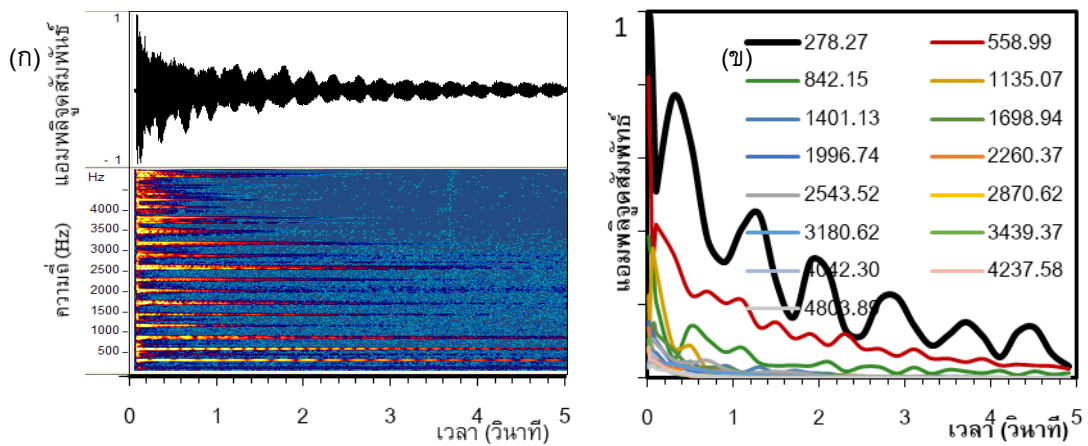 (ก)
แอมพลิจูดสัมพันธ์
1
- 1
Hz
4000
3500
3000
2500
2000
1500
1000
500
ความถี่ (Hz)
0 1 2 3 4 5
เวลา (วินาที)
(ข)
แอมพลิจูดสัมพัทธ์
1
278.27 558.99
842.15 1135.07
1401.13 1698.94
1996.74 2260.37
2543.52 2870.62
3180.62 3439.37
4042.30 4237.58
4803.89
0 1 2 3 4 5
เวลา (วินาที)